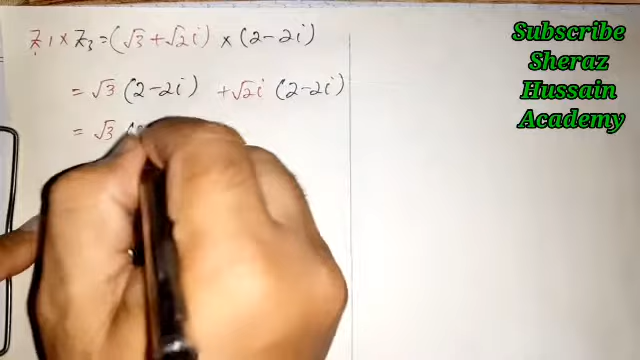 Z1 × Z3 = (√3 + √2i) × (2 - 2i)
= √3 (2 - 2i) + √2i (2 - 2i)
= √3 (
Subscribe
Sheraz
Hussain
Academy